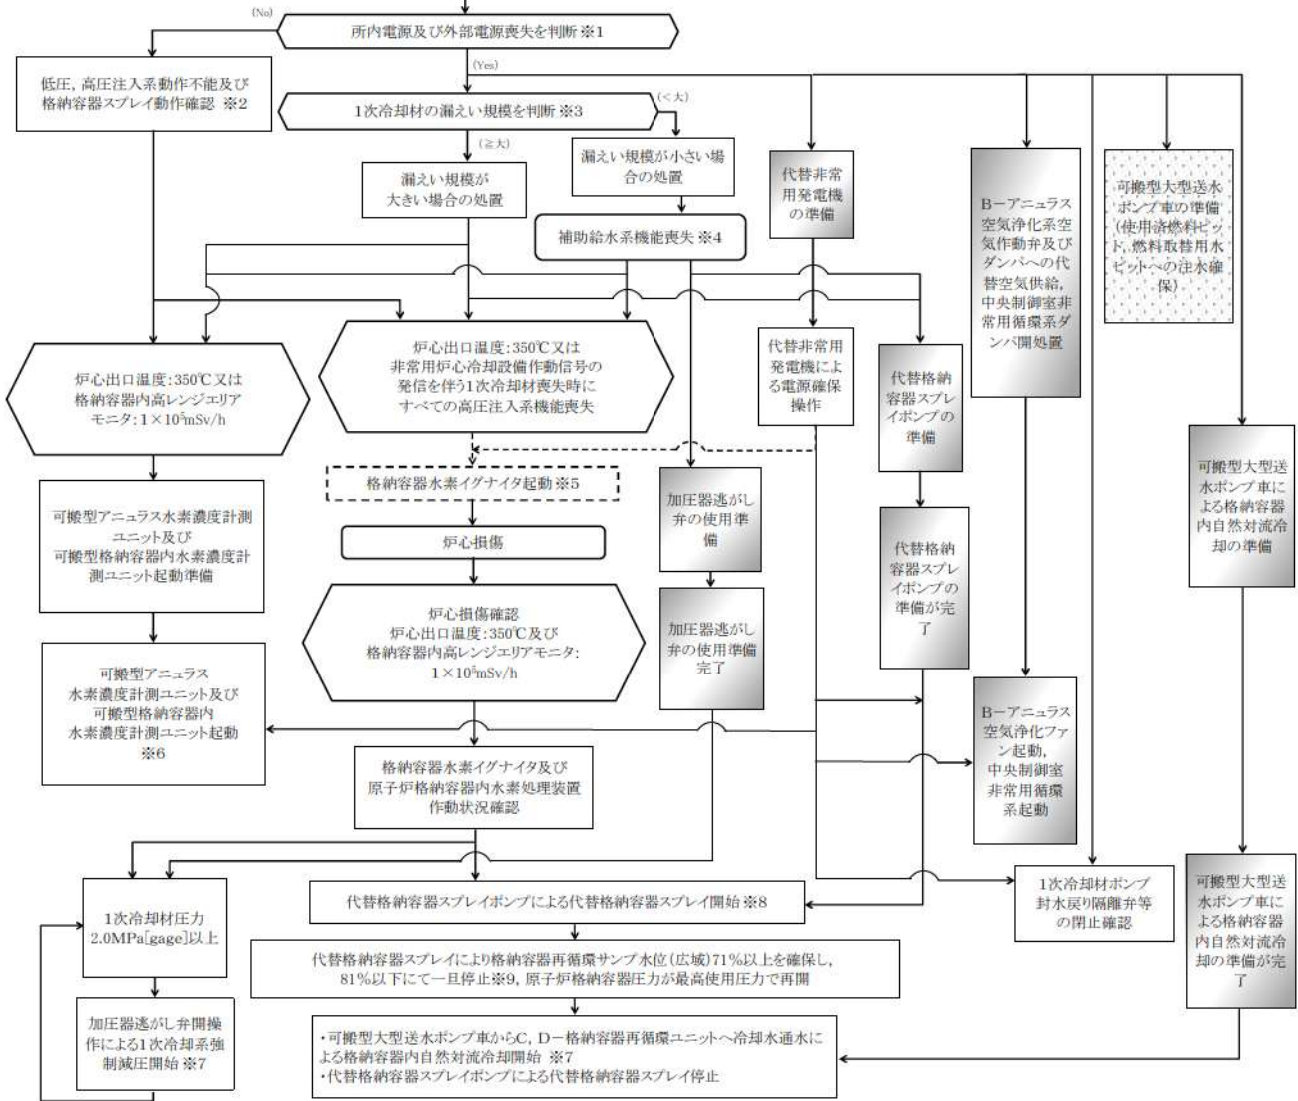 (No)
所内電源及び外部電源喪失を判断※1
(Yes)
低圧，高圧注入系動作不能及び
格納容器スプレイ動作確認 ※2
1次冷却材の漏えい規模を判断※3
(＜大)
(≧大)
漏えい規模が
大きい場合の処置
漏えい規模が小さい場
合の処置
補助給水系機能喪失※4
代替非常
用発電機
の準備
B－アニュラス
空気浄化系空
気作動弁及び
ダンパへの代
替空気供給，
中央制御室非
常用循環系ダ
ンパ開処置
可搬型大型送水
ポンプ車の準備
(使用済燃料ピッ
ト，燃料取替用水
ピットへの注水確
保)
炉心出口温度：350℃又は
格納容器内高レンジエリア
モニタ：1×10⁵mSv/h
炉心出口温度：350℃又は
非常用炉心冷却設備作動信号の
発信を伴う1次冷却材喪失時に
すべての高圧注入系機能喪失
代替非常用
発電機によ
る電源確保
操作
代替格納
容器スプレ
イポンプの
準備
格納容器水素イグナイタ起動※5
炉心損傷
加圧器逃がし
弁の使用準
備
可搬型大型送
水ポンプ車に
よる格納容器
内自然対流冷
却の準備
可搬型アニュラス水素濃度計測
ユニット及び
可搬型格納容器内水素濃度計
測ユニット起動準備
代替格納
容器スプレ
イポンプの
準備が完
了
炉心損傷確認
炉心出口温度：350℃及び
格納容器内高レンジエリアモニタ：
1×10⁵mSv/h
加圧器逃がし
弁の使用準備
完了
可搬型アニュラス
水素濃度計測ユニット及び
可搬型格納容器内
水素濃度計測ユニット起動
※6
B－アニュラス
空気浄化ファ
ン起動，
中央制御室
非常用循環
系起動
格納容器水素イグナイタ及び
原子炉格納容器内水素処理装置
作動状況確認
1次冷却材圧力
2.0MPa[gage]以上
代替格納容器スプレイポンプによる代替格納容器スプレイ開始※8
1次冷却材ポンプ
封水戻り隔離弁等
の閉止確認
可搬型大型送
水ポンプ車に
よる格納容器
内自然対流冷
却の準備が完
了
代替格納容器スプレイにより格納容器再循環サンプ水位(広域)71％以上を確保し，
81％以下にて一旦停止※9，原子炉格納容器圧力が最高使用圧力で再開
加圧器逃がし弁開操
作による1次冷却系強
制減圧開始※7
・可搬型大型送水ポンプ車からC，D－格納容器再循環ユニットへ冷却水通水に
よる格納容器内自然対流冷却開始 ※7
・代替格納容器スプレイポンプによる代替格納容器スプレイ停止